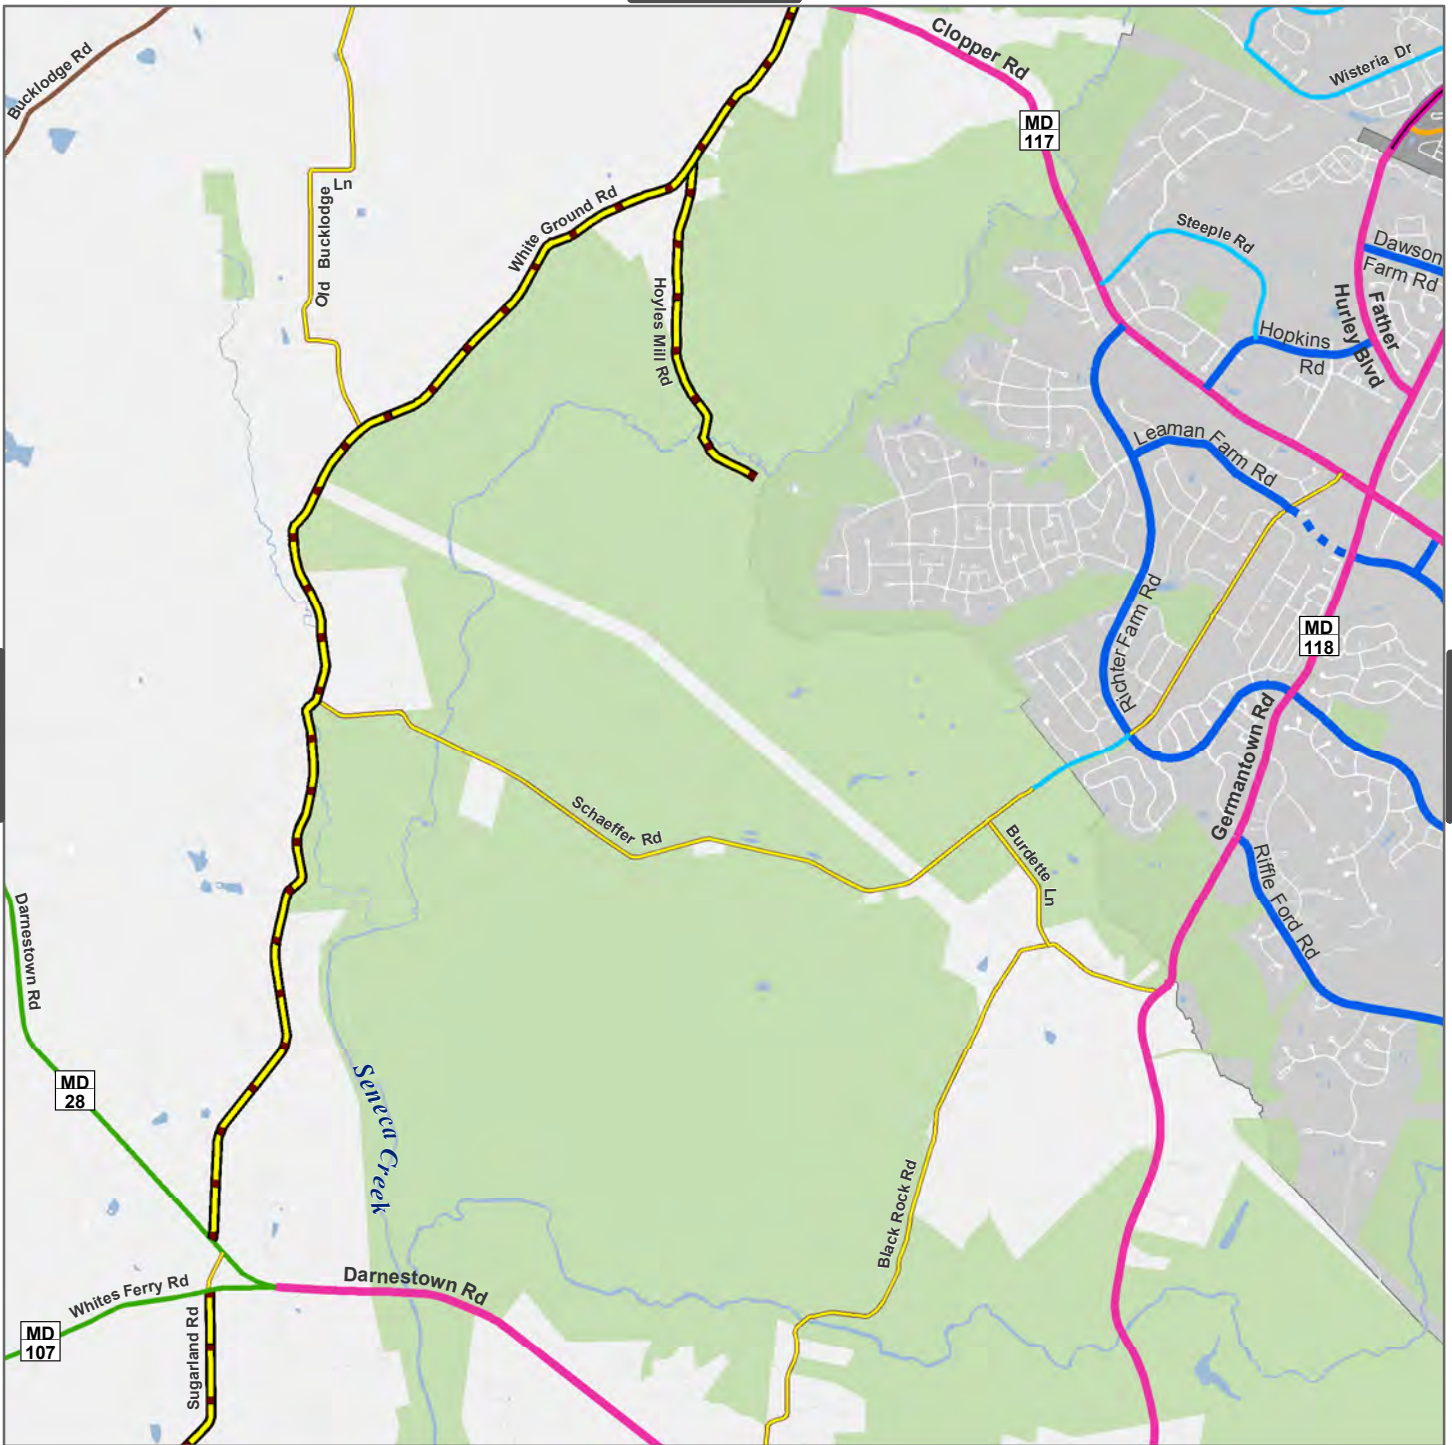 Bucklodge Rd
Clopper Rd
Wisteria Dr
MD
117
Old Bucklodge
Ln
White Ground Rd
Steeple Rd
Dawson
Farm Rd
Hoyles Mill Rd
Father
Hurley Blvd
Hopkins
Rd
Leaman Farm Rd
Richter Farm Rd
MD
118
Germantown Rd
Schaeffer Rd
Burdette
Ln
Riffle Ford Rd
Darnestown Rd
MD
28
Seneca Creek
Black Rock Rd
Whites Ferry Rd
Darnestown Rd
MD
107
Sugarland Rd